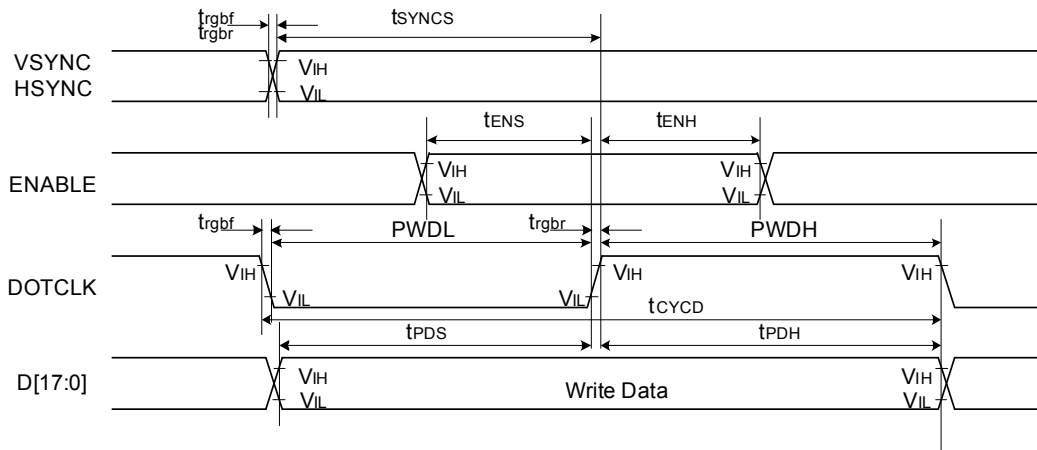 trgbf
trgbr
tSYNCS
VSYNC
HSYNC
VIH
VIL
tENS
tENH
ENABLE
VIH
VIL
VIH
VIL
trgbf
PWDL
trgbr
PWDH
DOTCLK
VIH
VIL
VIL
VIH
VIH
tCYCD
tPDS
tPDH
D[17:0]
VIH
VIL
Write Data
VIH
VIL